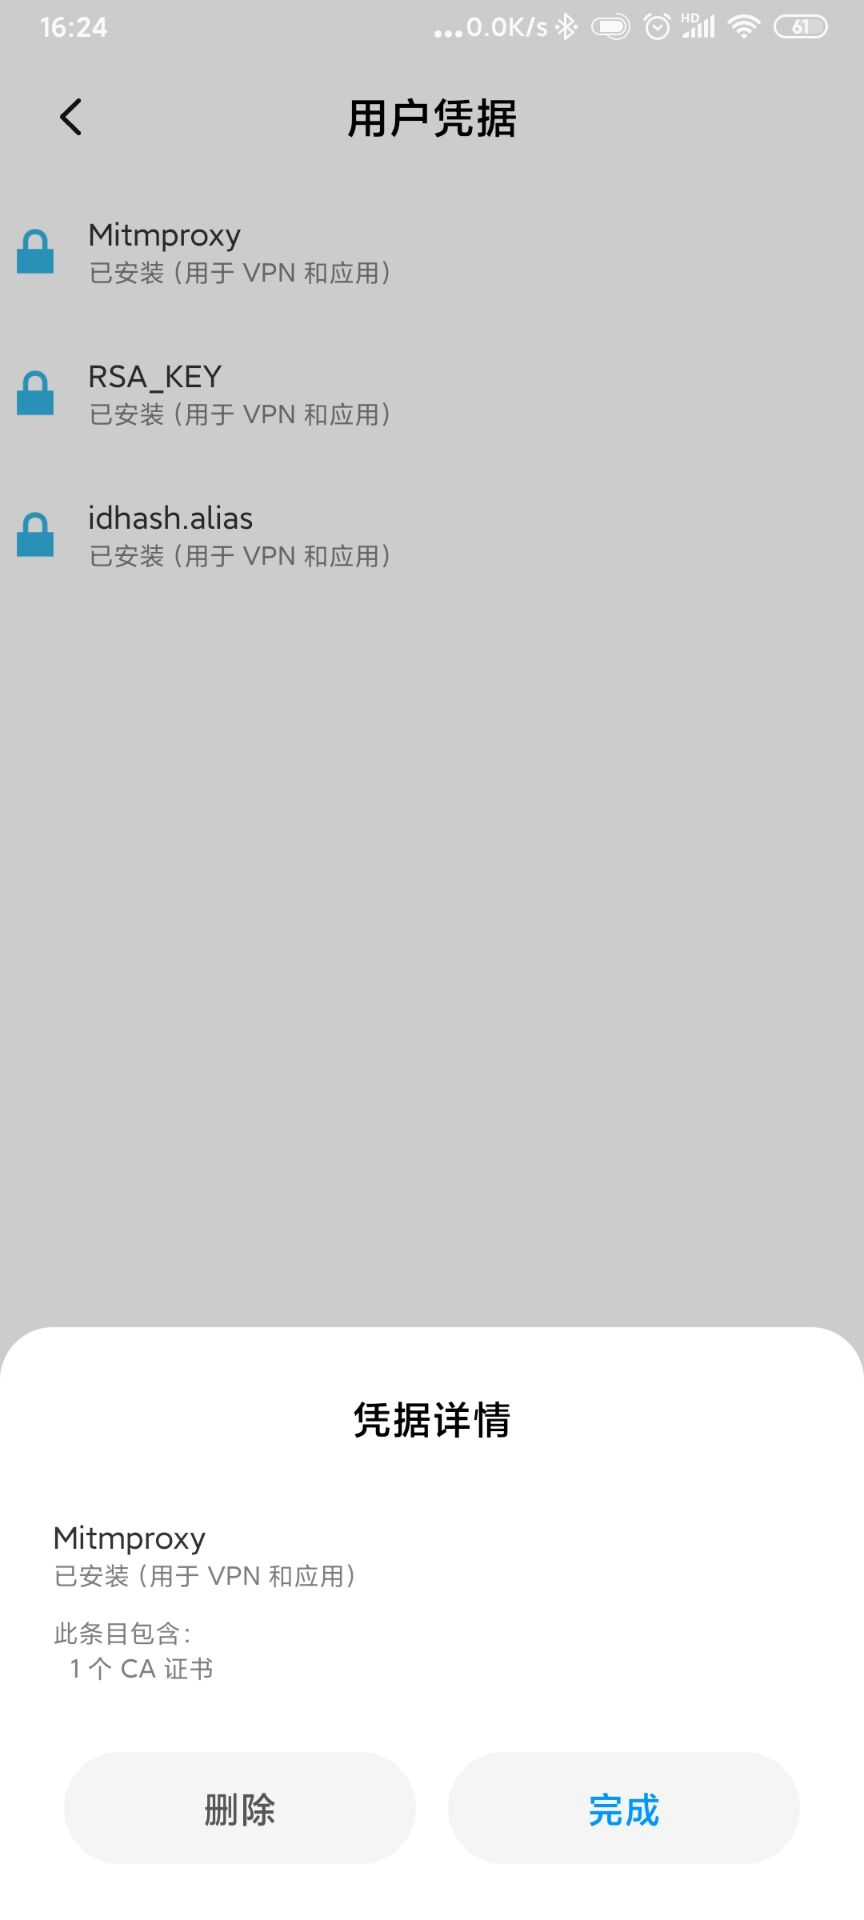 16:24
...0.0K/s HD 61
用户凭据
Mitmproxy
已安装（用于 VPN 和应用）
RSA_KEY
已安装（用于 VPN 和应用）
idhash.alias
已安装（用于 VPN 和应用）
凭据详情
Mitmproxy
已安装（用于 VPN 和应用）
此条目包含：
1 个 CA 证书
删除
完成